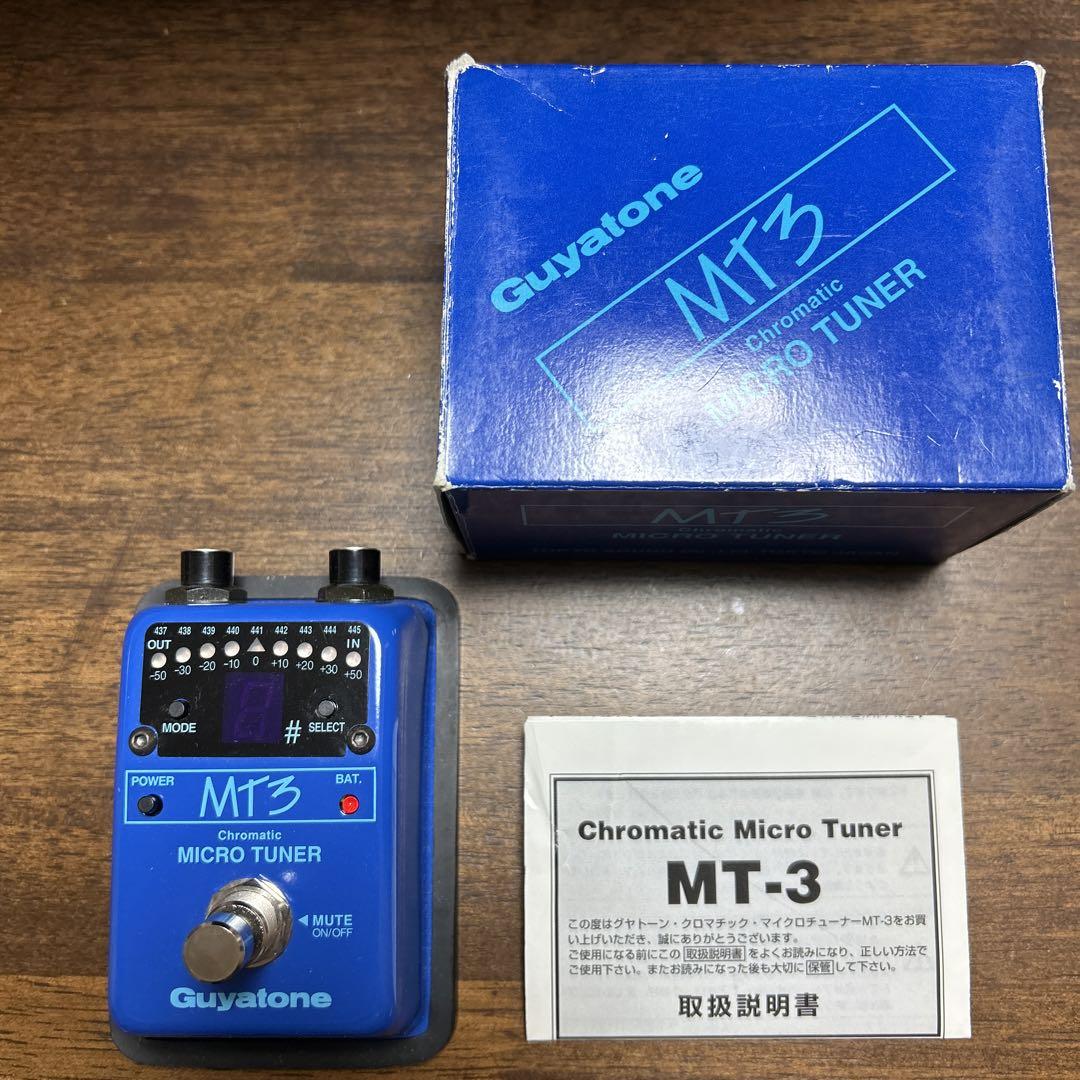 Guyatone
MT3
Chromatic
MICRO TUNER
MT3
Chromatic
MICRO TUNER
437 438 439 440 441 442 443 444 445
OUT IN
-50 -30 -20 -10 0 +10 +20 +30 +50
MODE # SELECT
POWER BAT.
MT3
Chromatic
MICRO TUNER
MUTE
ON/OFF
Guyatone
Chromatic Micro Tuner
MT-3
この度はグヤトーン・クロマチック・マイクロチューナーMT-3をお買
い上げいただき、誠にありがとうございます。
ご使用になる前にこの取扱説明書をよくお読みになり、正しい方法で
ご使用下さい。またお読みになった後も大切に保管して下さい。
取扱説明書